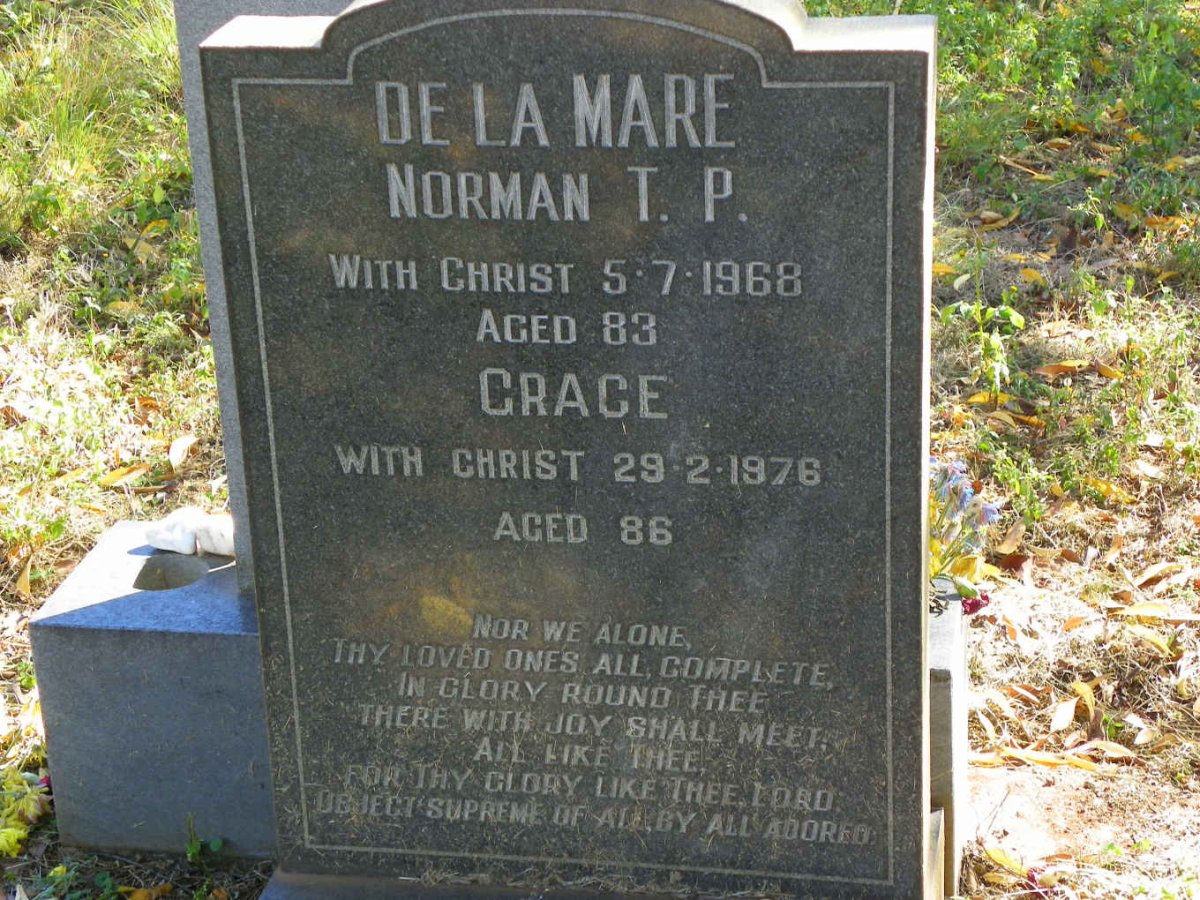 DE LA MARE
NORMAN T. P.
WITH CHRIST 5·7·1968
AGED 83
GRACE
WITH CHRIST 29·2·1976
AGED 86
NOR WE ALONE,
THY LOVED ONES ALL, COMPLETE,
IN GLORY ROUND THEE
THERE WITH JOY SHALL MEET;
ALL LIKE THEE,
FOR THY GLORY LIKE THEE, LORD
OBJECT SUPREME OF ALL, BY ALL ADORED